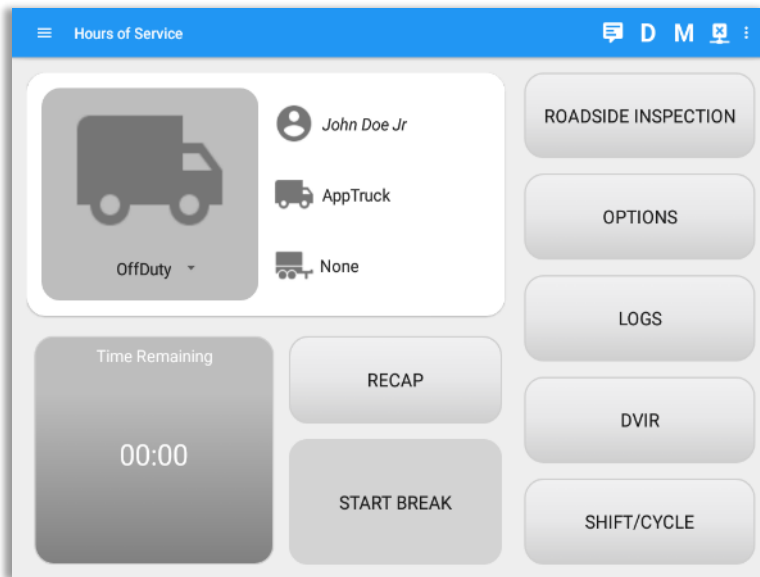 Hours of Service
D M
John Doe Jr
AppTruck
None
OffDuty
ROADSIDE INSPECTION
OPTIONS
LOGS
DVIR
SHIFT/CYCLE
Time Remaining
00:00
RECAP
START BREAK